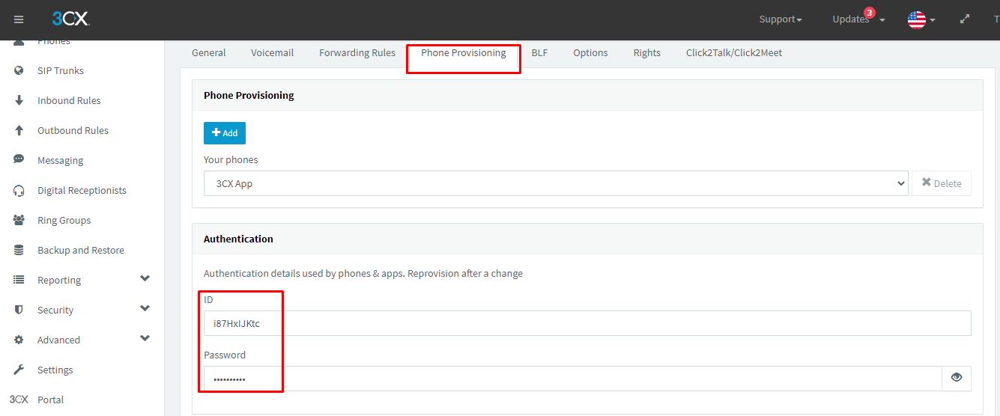 3CX
Support
Updates 3
T
Phones
SIP Trunks
Inbound Rules
Outbound Rules
Messaging
Digital Receptionists
Ring Groups
Backup and Restore
Reporting
Security
Advanced
Settings
3CX Portal
General Voicemail Forwarding Rules Phone Provisioning BLF Options Rights Click2Talk/Click2Meet
Phone Provisioning
Add
Your phones
3CX App
Delete
Authentication
Authentication details used by phones & apps. Reprovision after a change
ID
i87HxIJKtc
Password
••••••••••